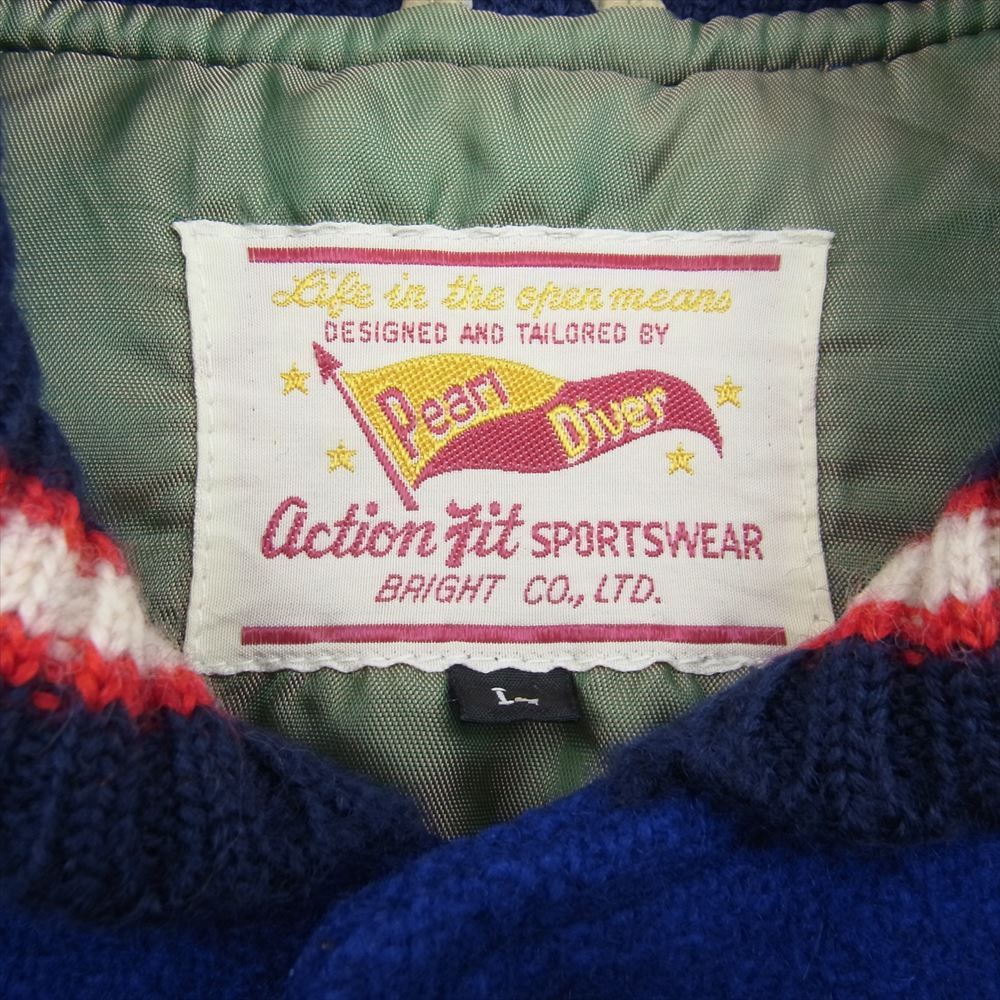 Life in the open means
DESIGNED AND TAILORED BY
Pearl
Diver
Action Fit SPORTSWEAR
BRIGHT CO., LTD.
L